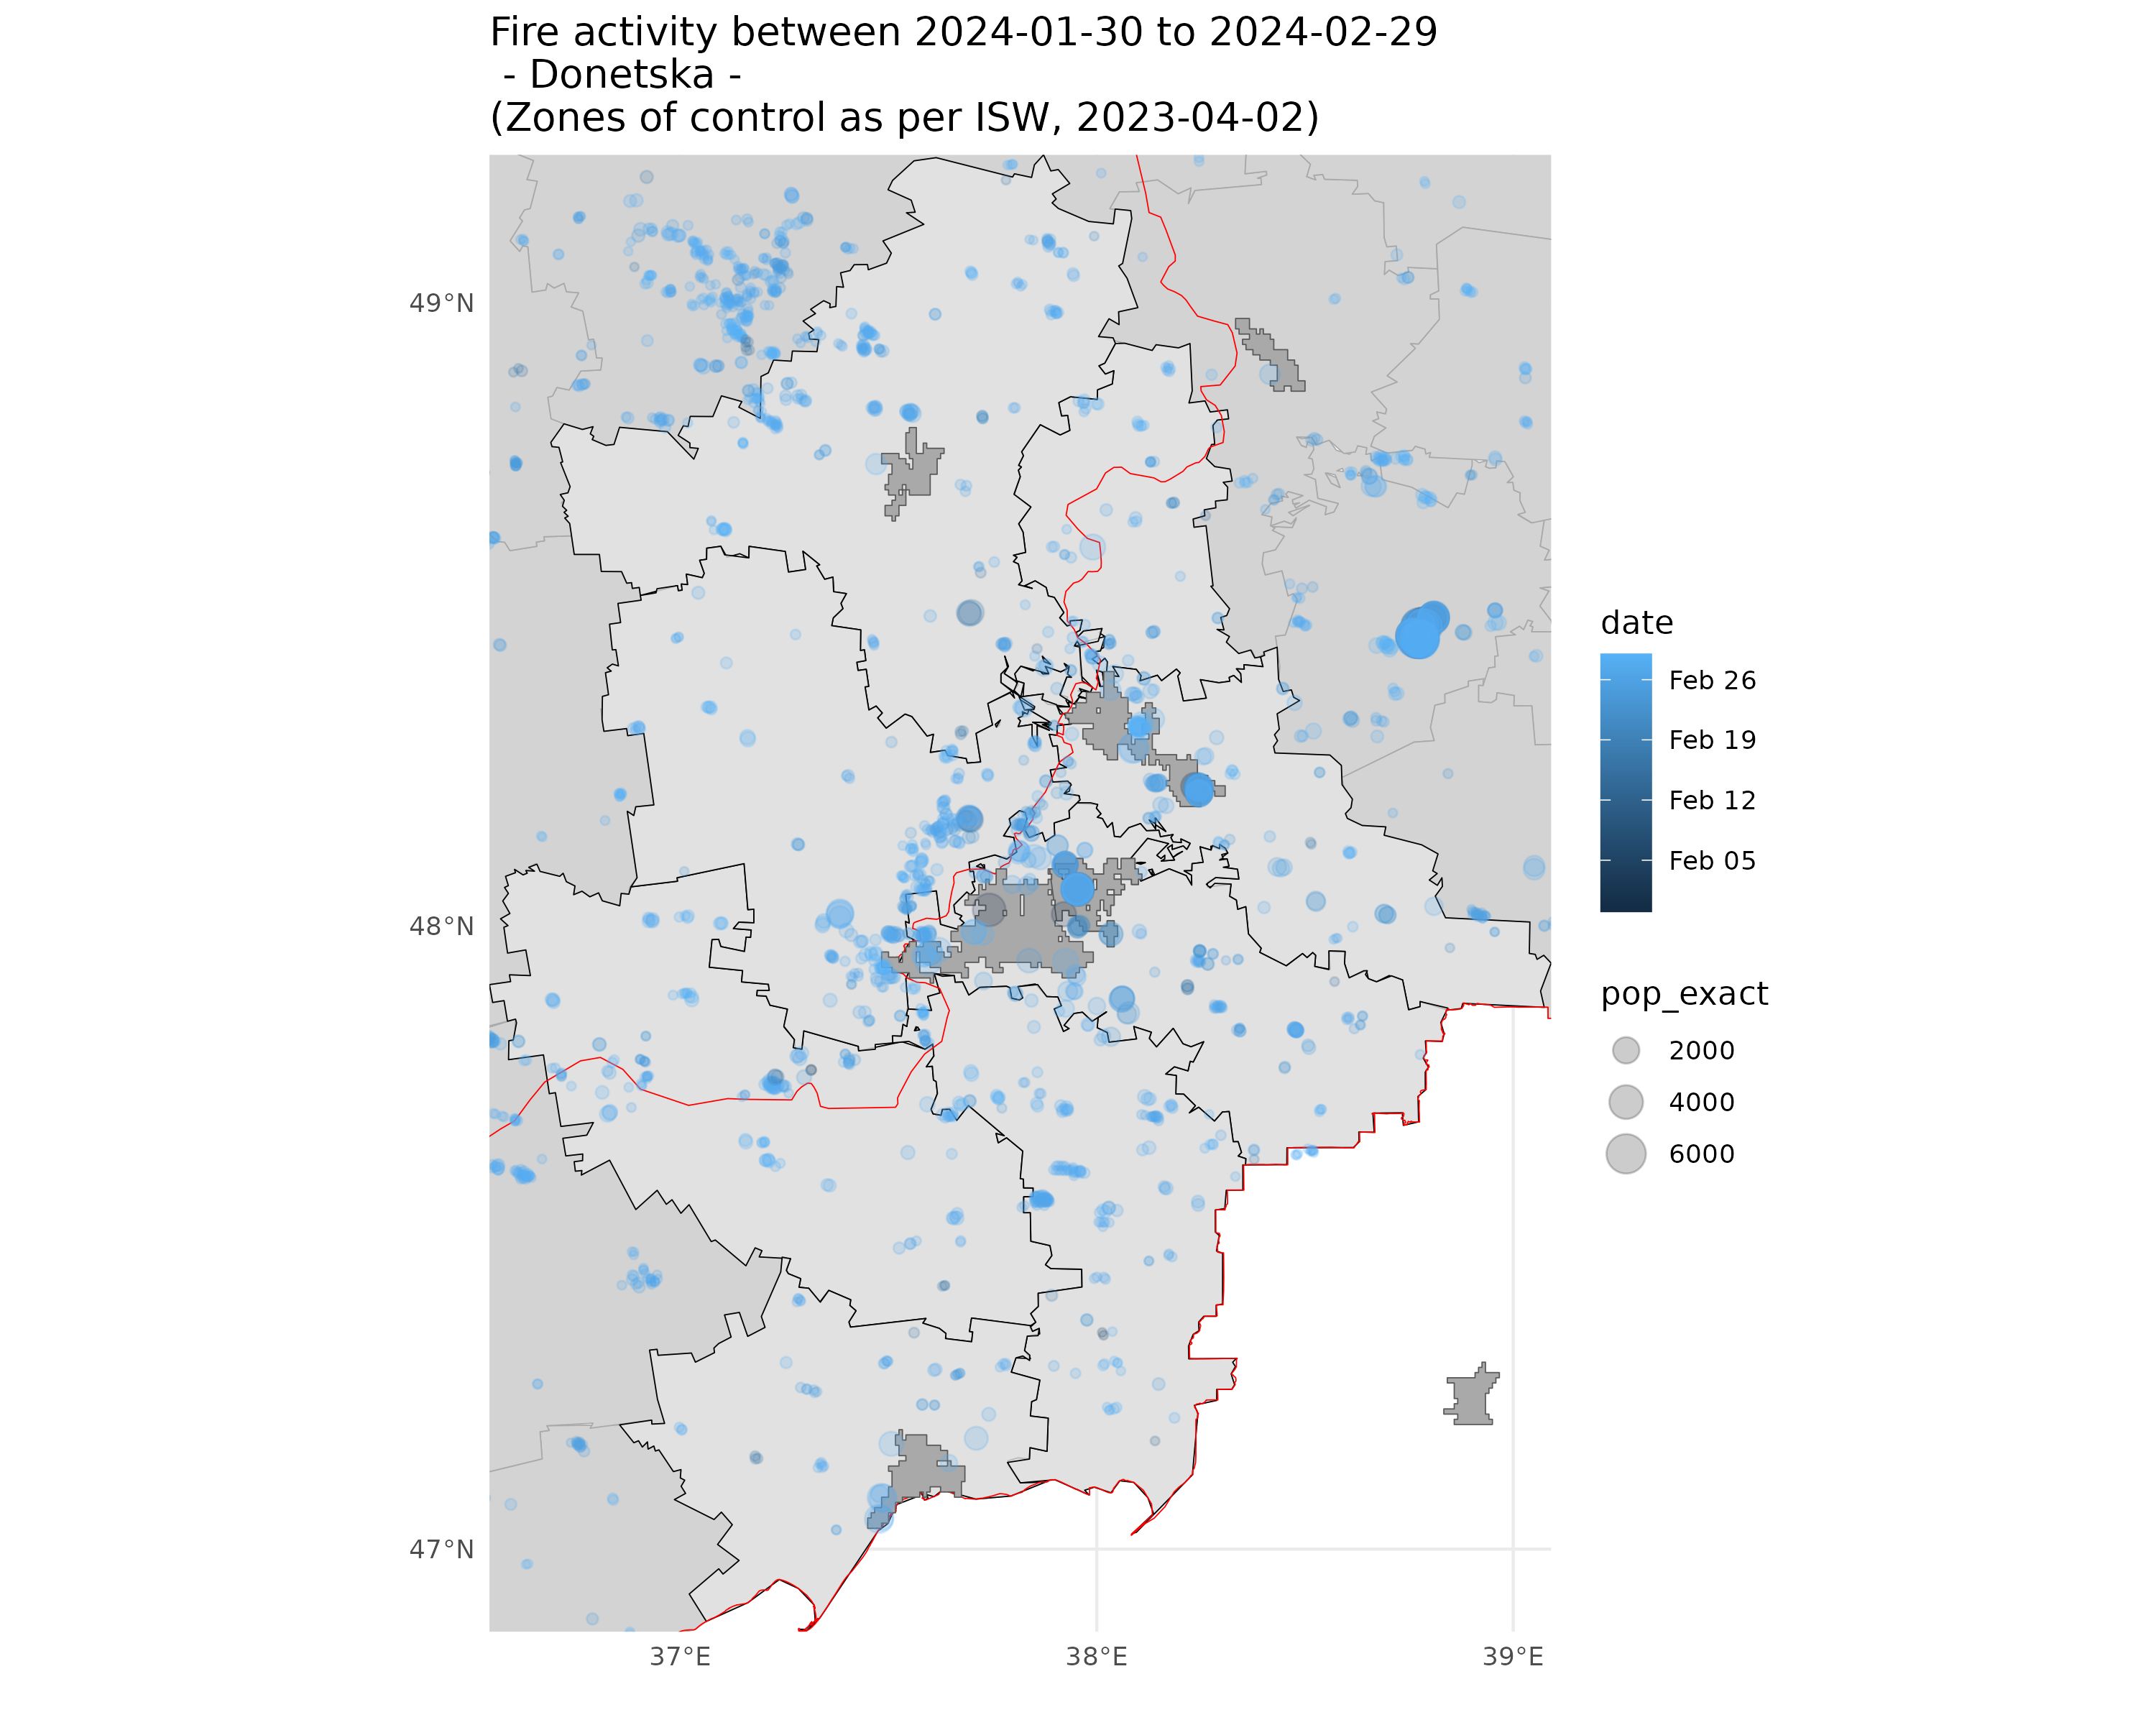 Fire activity between 2024-01-30 to 2024-02-29
- Donetska -
(Zones of control as per ISW, 2023-04-02)
49°N
48°N
47°N
37°E
38°E
39°E
date
Feb 26
Feb 19
Feb 12
Feb 05
pop_exact
2000
4000
6000